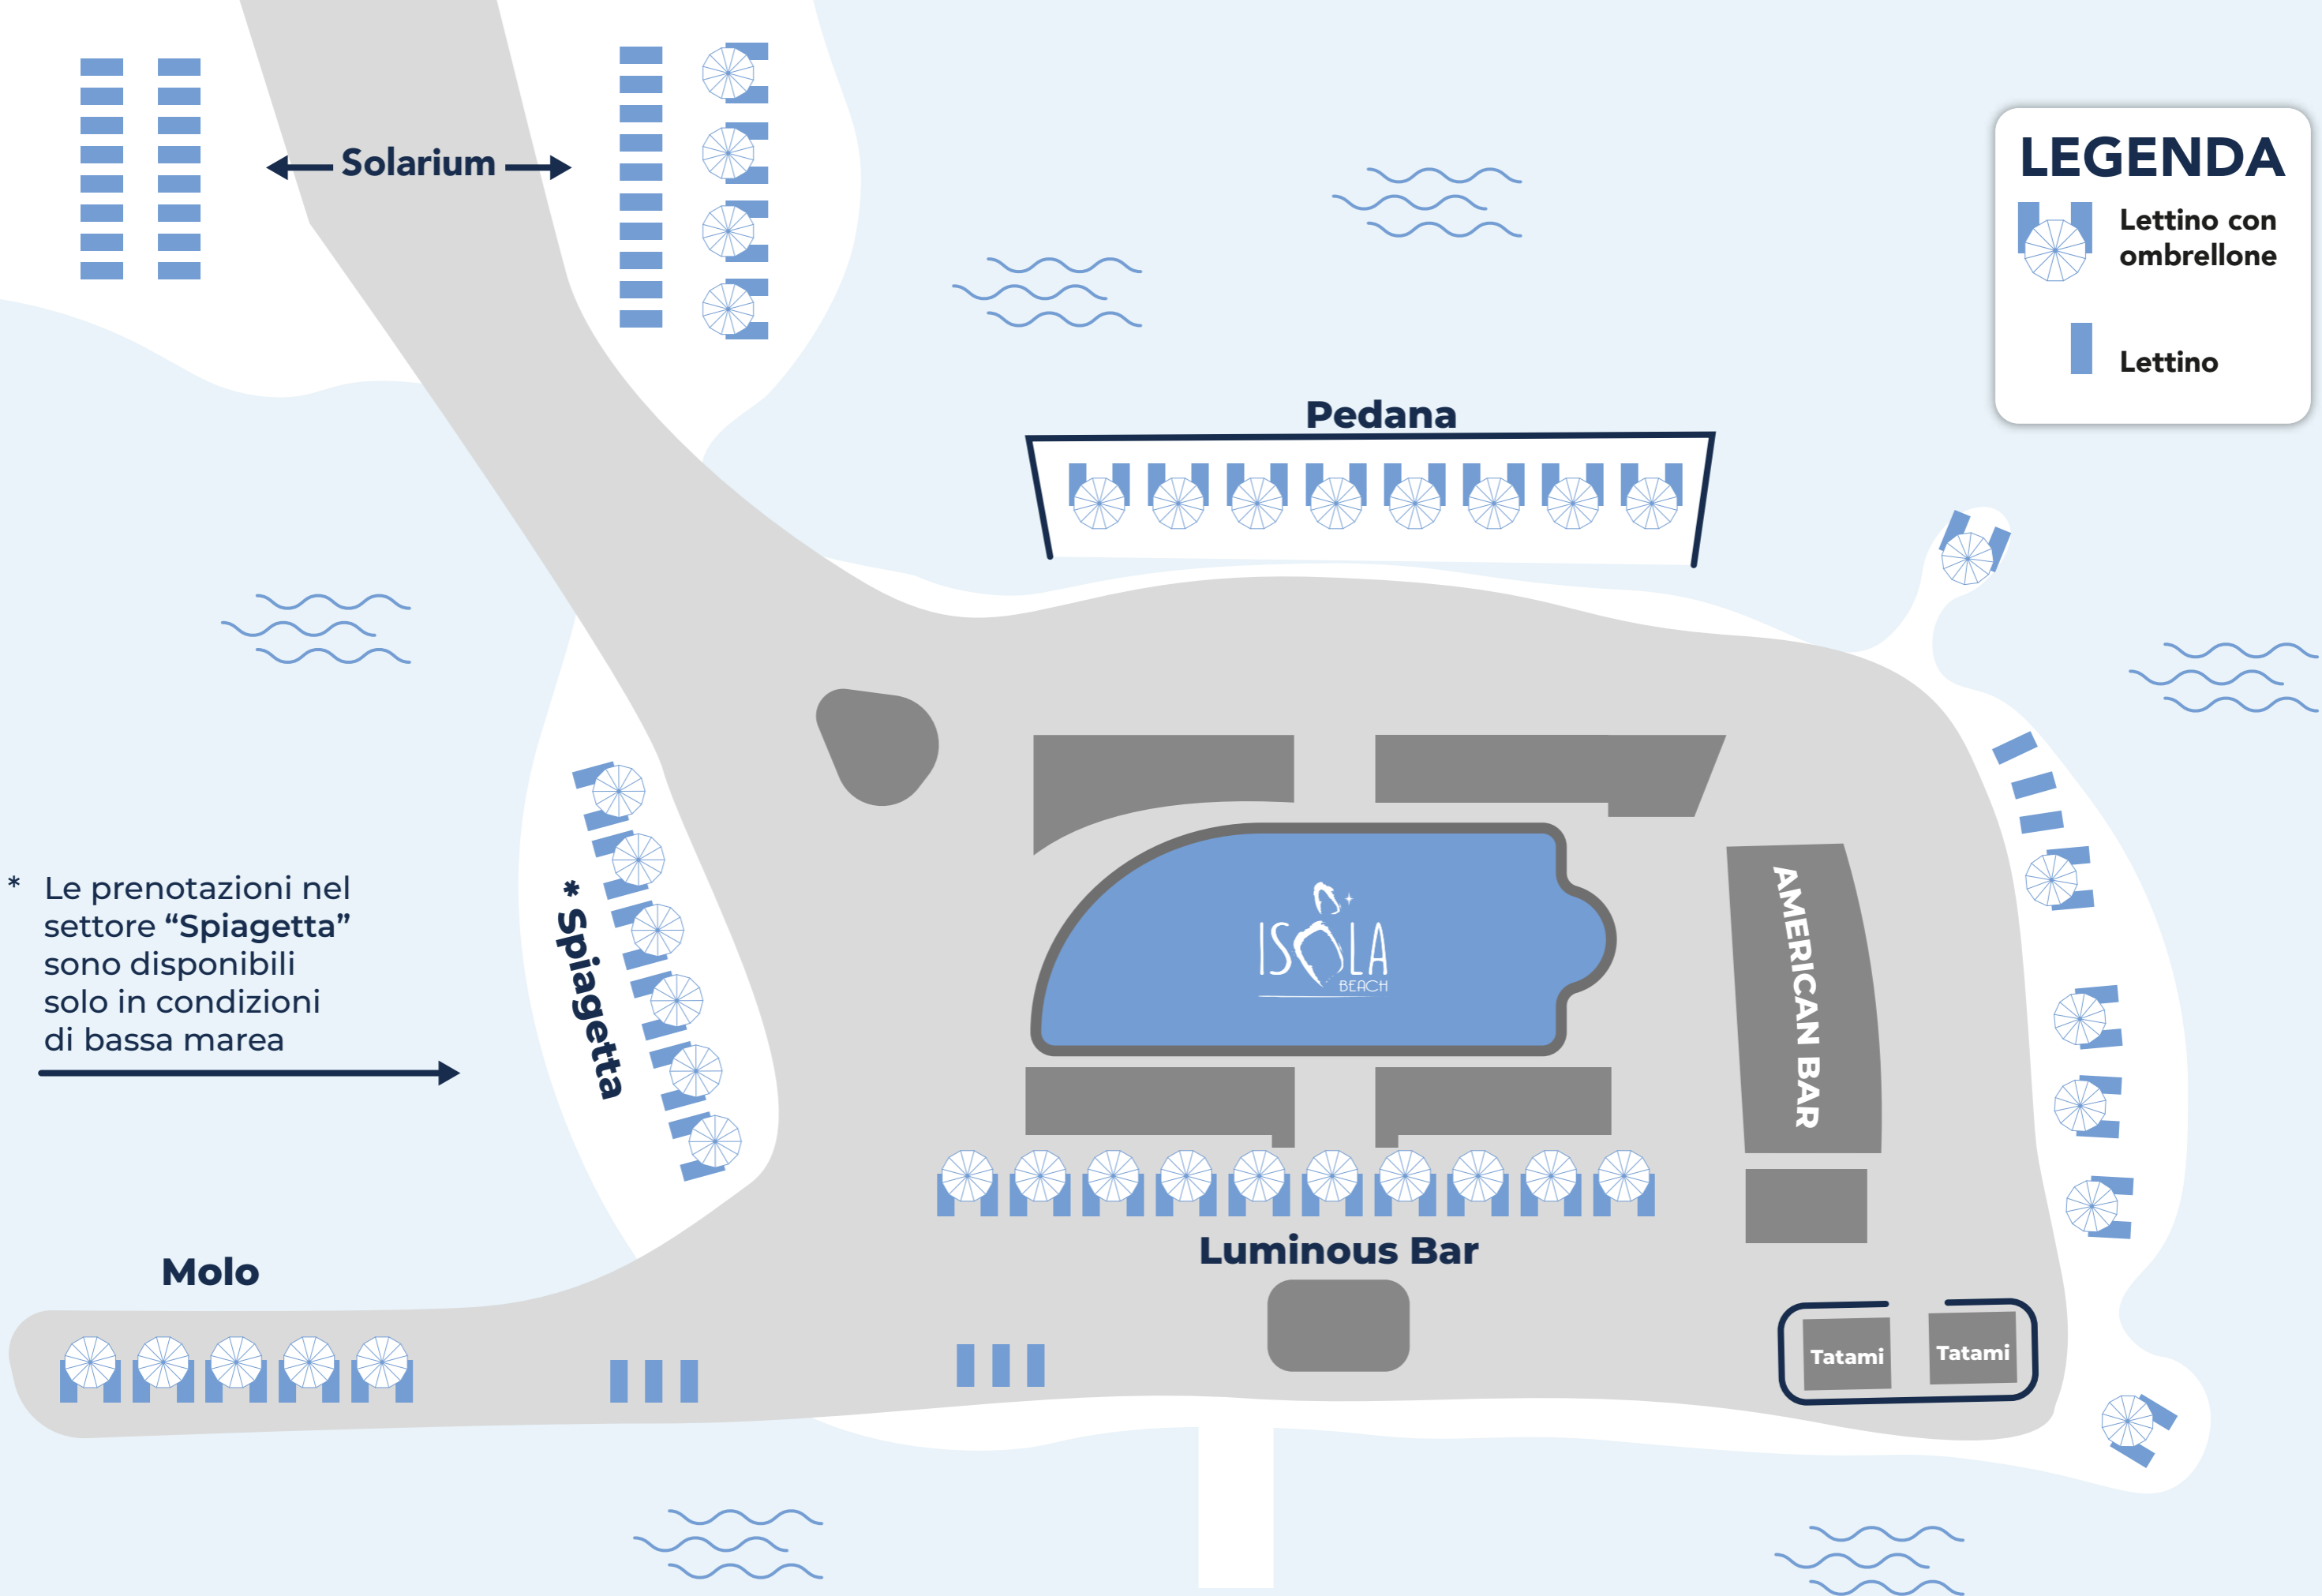 Solarium
LEGENDA
Lettino con
ombrellone
Lettino
Pedana
* Le prenotazioni nel
settore “Spiagetta”
sono disponibili
solo in condizioni
di bassa marea
* Spiagetta
ISOLA
BEACH
AMERICAN BAR
Luminous Bar
Molo
Tatami
Tatami